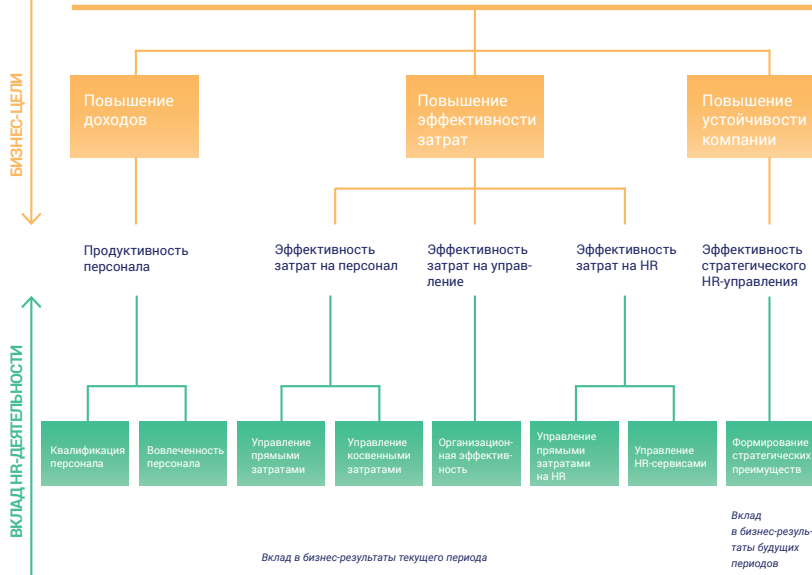 БИЗНЕС-ЦЕЛИ
Повышение
доходов
Повышение
эффективности
затрат
Повышение
устойчивости
компании
Продуктивность
персонала
Эффективность
затрат на персонал
Эффективность
затрат на управ-
ление
Эффективность
затрат на HR
Эффективность
стратегического
HR-управления
ВКЛАД HR-ДЕЯТЕЛЬНОСТИ
Квалификация
персонала
Вовлеченность
персонала
Управление
прямыми
затратами
Управление
косвенными
затратами
Организацион-
ная эффектив-
ность
Управление
прямыми
затратами
на HR
Управление
HR-сервисами
Формирование
стратегических
преимуществ
Вклад в бизнес-результаты текущего периода
Вклад
в бизнес-резуль-
таты будущих
периодов